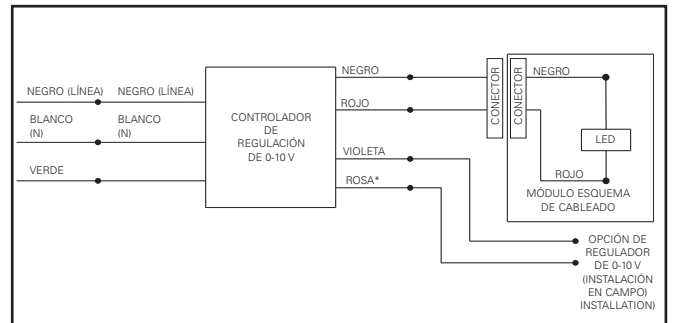 NEGRO (LÍNEA)
NEGRO (LÍNEA)
BLANCO
(N)
BLANCO
(N)
VERDE
CONTROLADOR
DE
REGULACIÓN
DE 0-10 V
NEGRO
ROJO
VIOLETA
ROSA*
CONECTOR
CONECTOR
NEGRO
LED
ROJO
MÓDULO ESQUEMA
DE CABLEADO
OPCIÓN DE
REGULADOR
DE 0-10 V
(INSTALACIÓN
EN CAMPO)
INSTALLATION)